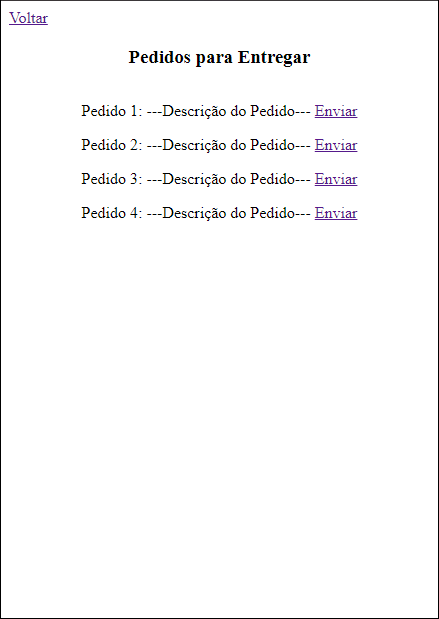 Voltar
Pedidos para Entregar
Pedido 1: ---Descrição do Pedido--- Enviar
Pedido 2: ---Descrição do Pedido--- Enviar
Pedido 3: ---Descrição do Pedido--- Enviar
Pedido 4: ---Descrição do Pedido--- Enviar